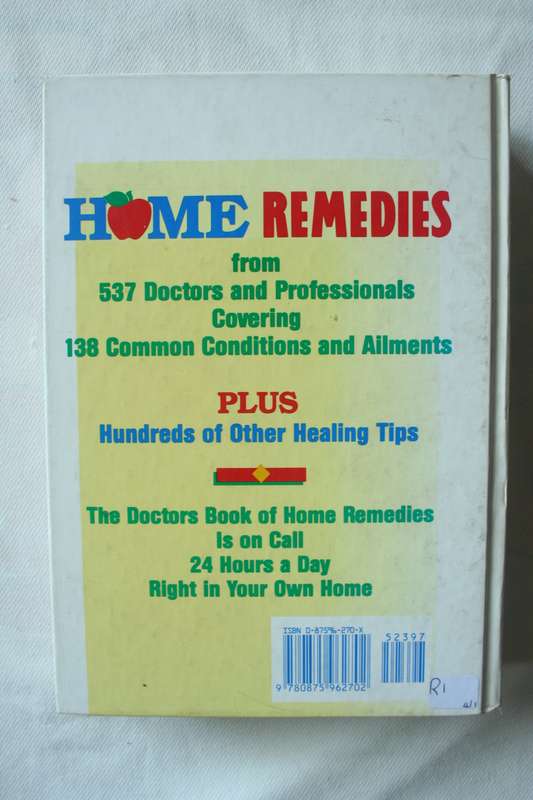 HOME REMEDIES
from
537 Doctors and Professionals
Covering
138 Common Conditions and Ailments
PLUS
Hundreds of Other Healing Tips
The Doctors Book of Home Remedies
Is on Call
24 Hours a Day
Right in Your Own Home
ISBN 0-87596-270-X
52397
9 780875 962702
R1
4/1